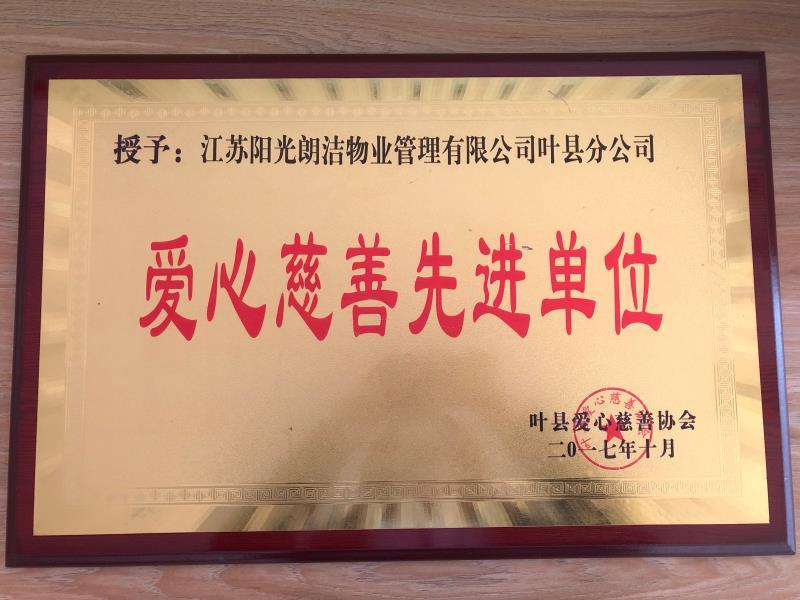 授予：江苏阳光朗洁物业管理有限公司叶县分公司
爱心慈善先进单位
叶县爱心慈善协会
二0一七年十月